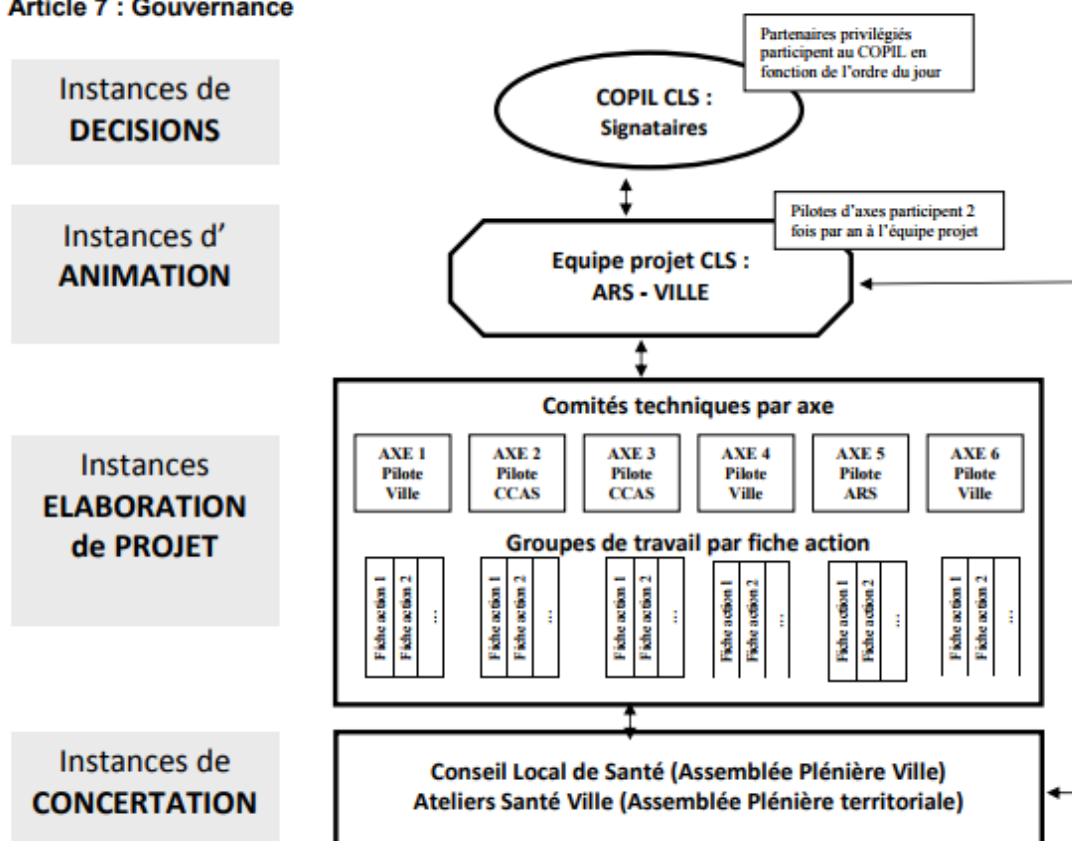 Article 7 : Gouvernance
Instances de
DECISIONS
Partenaires privilégiés
participent au COPIL en
fonction de l'ordre du jour
COPIL CLS :
Signataires
Instances d'
ANIMATION
Pilotes d'axes participent 2
fois par an à l'équipe projet
Equipe projet CLS :
ARS - VILLE
Instances
ELABORATION
de PROJET
Comités techniques par axe
AXE 1
Pilote
Ville
AXE 2
Pilote
CCAS
AXE 3
Pilote
CCAS
AXE 4
Pilote
Ville
AXE 5
Pilote
ARS
AXE 6
Pilote
Ville
Groupes de travail par fiche action
Fiche action 1
Fiche action 2
...
Fiche action 1
Fiche action 2
...
Fiche action 1
Fiche action 2
...
Fiche action 1
Fiche action 2
...
Fiche action 1
Fiche action 2
...
Fiche action 1
Fiche action 2
...
Instances de
CONCERTATION
Conseil Local de Santé (Assemblée Plénière Ville)
Ateliers Santé Ville (Assemblée Plénière territoriale)